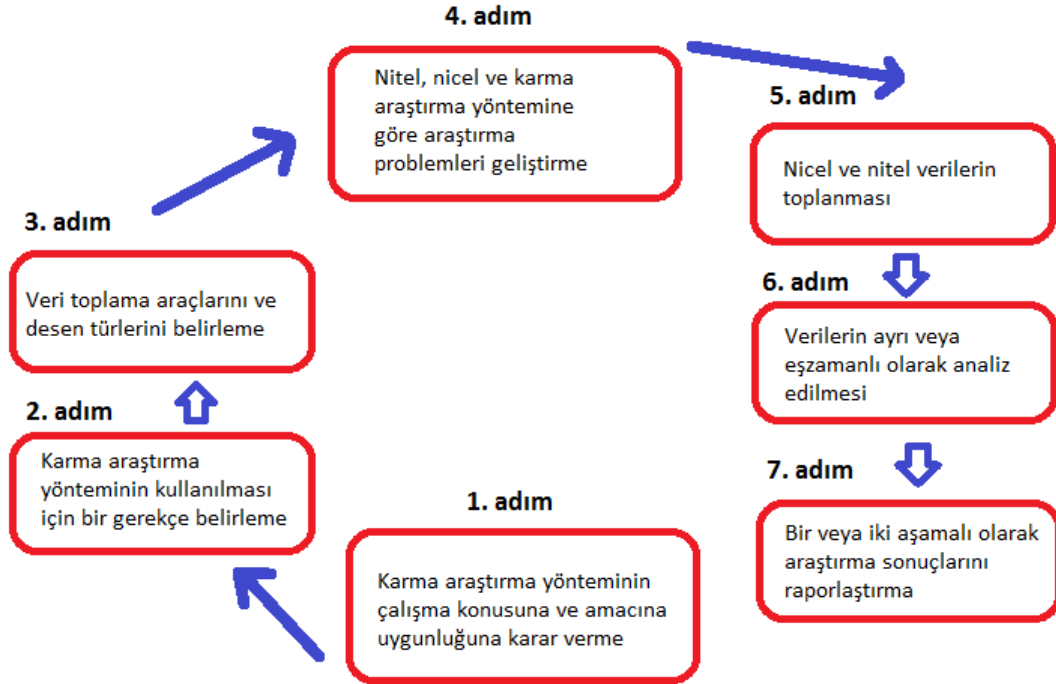 4. adım
Nitel, nicel ve karma
araştırma yöntemine
göre araştırma
problemleri geliştirme
5. adım
Nicel ve nitel verilerin
toplanması
3. adım
Veri toplama araçlarını ve
desen türlerini belirleme
6. adım
Verilerin ayrı veya
eşzamanlı olarak analiz
edilmesi
2. adım
Karma araştırma
yönteminin kullanılması
için bir gerekçe belirleme
7. adım
Bir veya iki aşamalı olarak
araştırma sonuçlarını
raporlaştırma
1. adım
Karma araştırma yönteminin
çalışma konusuna ve amacına
uygunluğuna karar verme